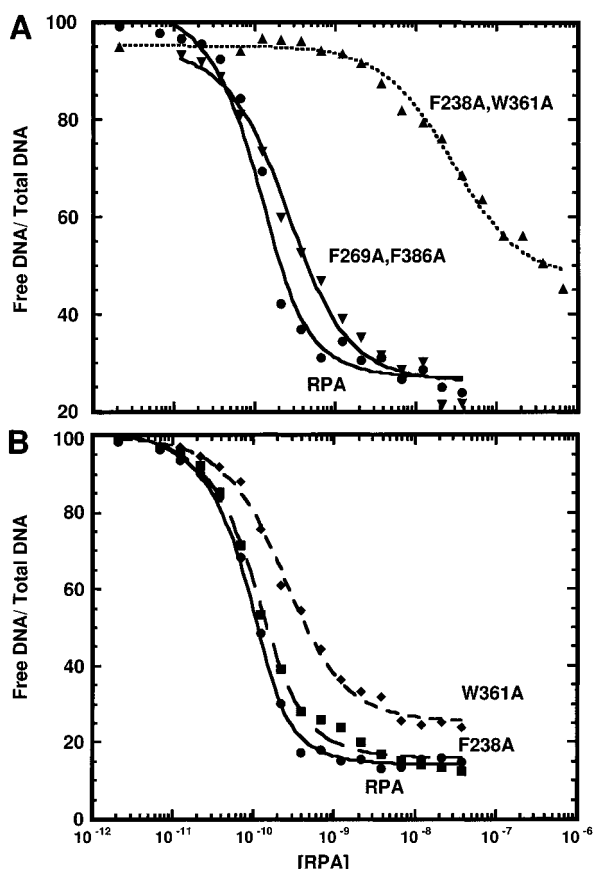 A
Free DNA/ Total DNA
100
80
60
40
20
F238A,W361A
F269A,F386A
RPA
B
Free DNA/ Total DNA
100
80
60
40
20
0
W361A
F238A
RPA
10-12 10-11 10-10 10-9 10-8 10-7 10-6
[RPA]